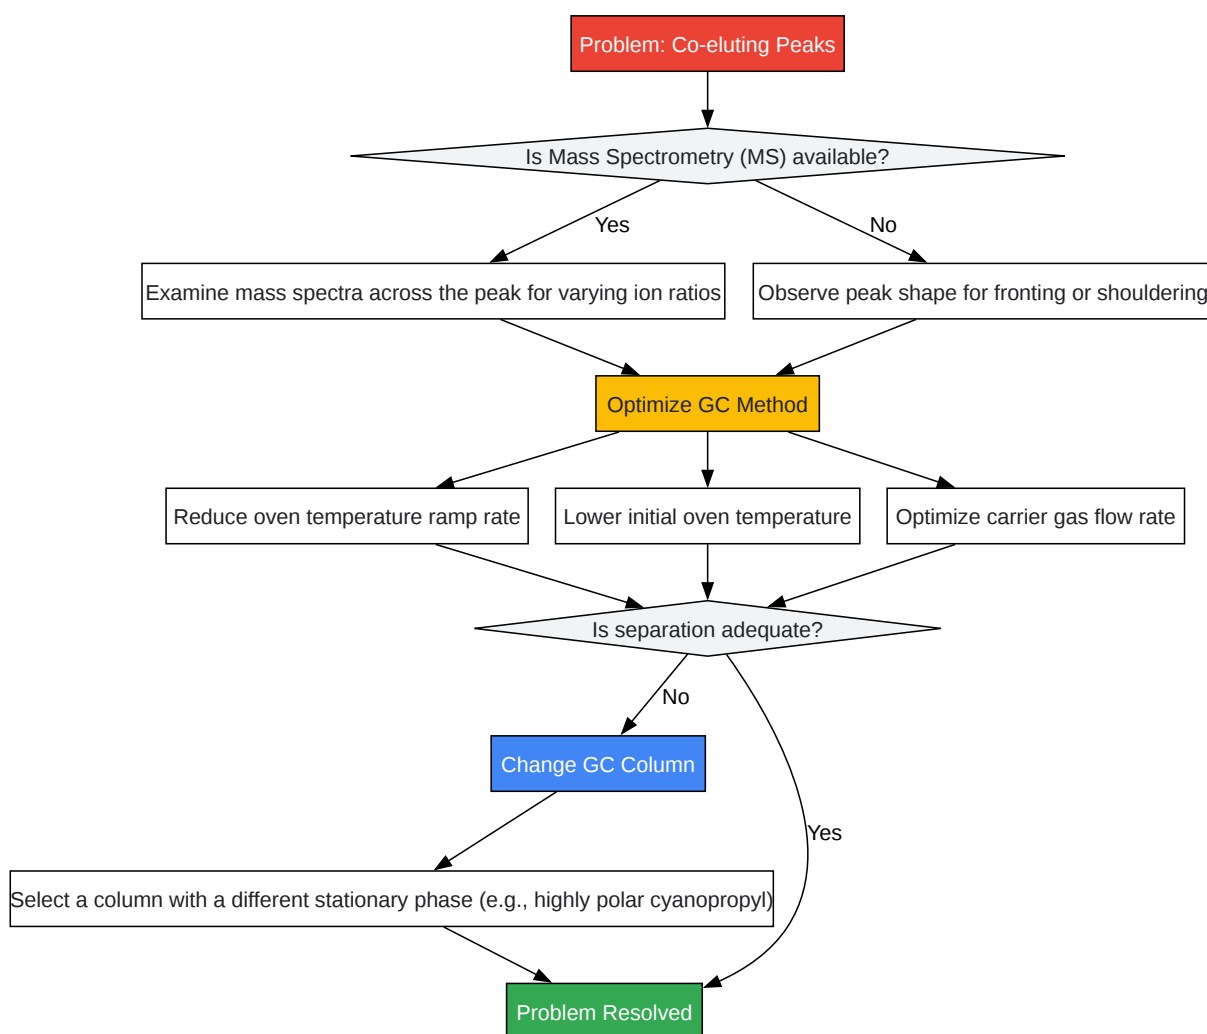 Problem: Co-eluting Peaks
Is Mass Spectrometry (MS) available?
Yes
No
Examine mass spectra across the peak for varying ion ratios
Observe peak shape for fronting or shouldering
Optimize GC Method
Reduce oven temperature ramp rate
Lower initial oven temperature
Optimize carrier gas flow rate
Is separation adequate?
No
Change GC Column
Yes
Select a column with a different stationary phase (e.g., highly polar cyanopropyl)
Problem Resolved